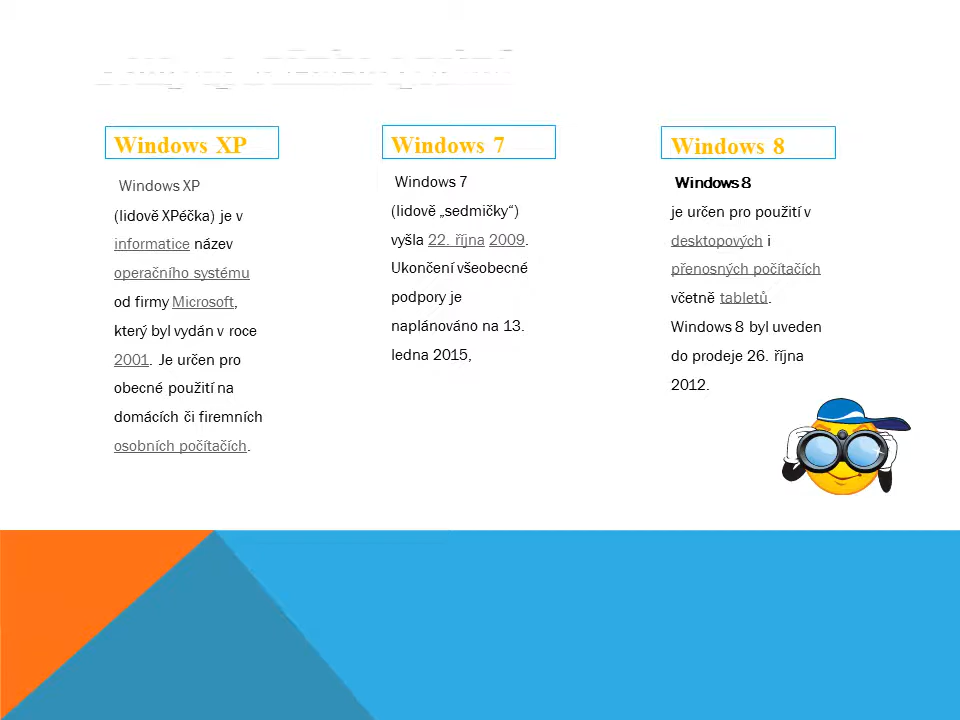 Windows XP
Windows XP
(lidově XPéčka) je v
informatice název
operačního systému
od firmy Microsoft,
který byl vydán v roce
2001. Je určen pro
obecné použití na
domácích či firemních
osobních počítačích.
Windows 7
Windows 7
(lidově „sedmičky“)
vyšla 22. října 2009.
Ukončení všeobecné
podpory je
naplánováno na 13.
ledna 2015,
Windows 8
Windows 8
je určen pro použití v
desktopových i
přenosných počítačích
včetně tabletů.
Windows 8 byl uveden
do prodeje 26. října
2012.